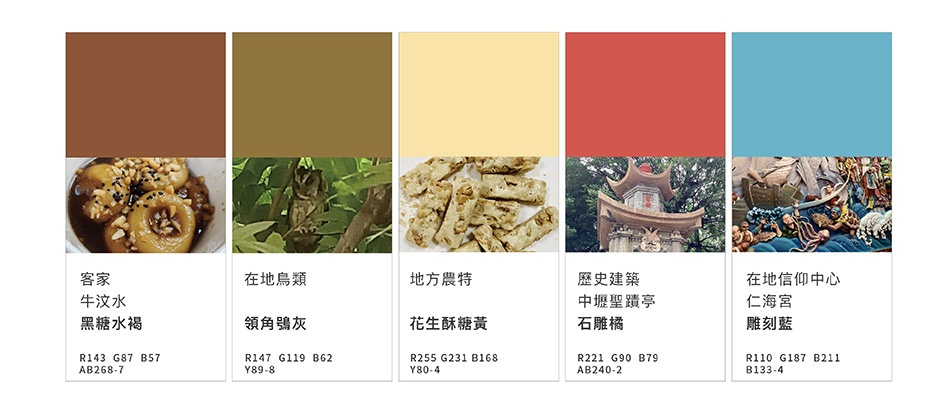 客家
牛汶水
黑糖水褐
R143 G87 B57
AB268-7
在地鳥類
領角鴞灰
R147 G119 B62
Y89-8
地方農特
花生酥糖黃
R255 G231 B168
Y80-4
歷史建築
中壢聖蹟亭
石雕橘
R221 G90 B79
AB240-2
在地信仰中心
仁海宮
雕刻藍
R110 G187 B211
B133-4